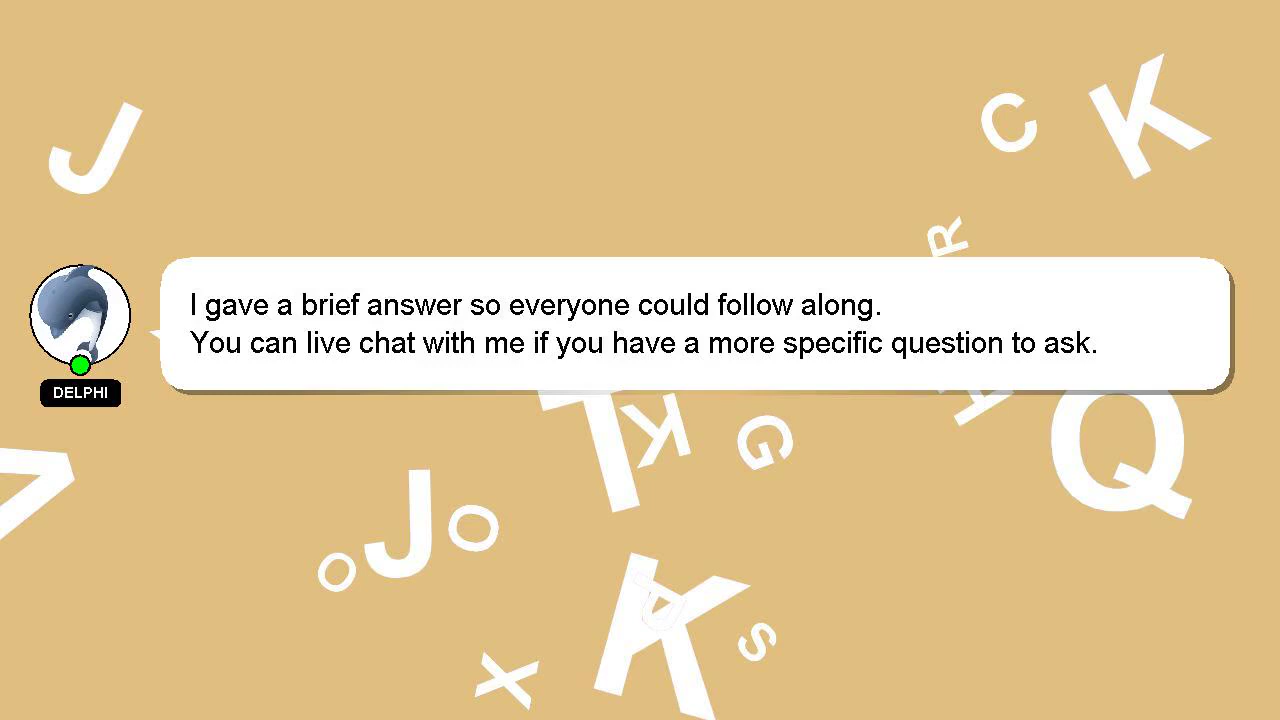 J
C
K
R
I gave a brief answer so everyone could follow along.
You can live chat with me if you have a more specific question to ask.
DELPHI
T
K
G
Q
J
O
O
K
S
X